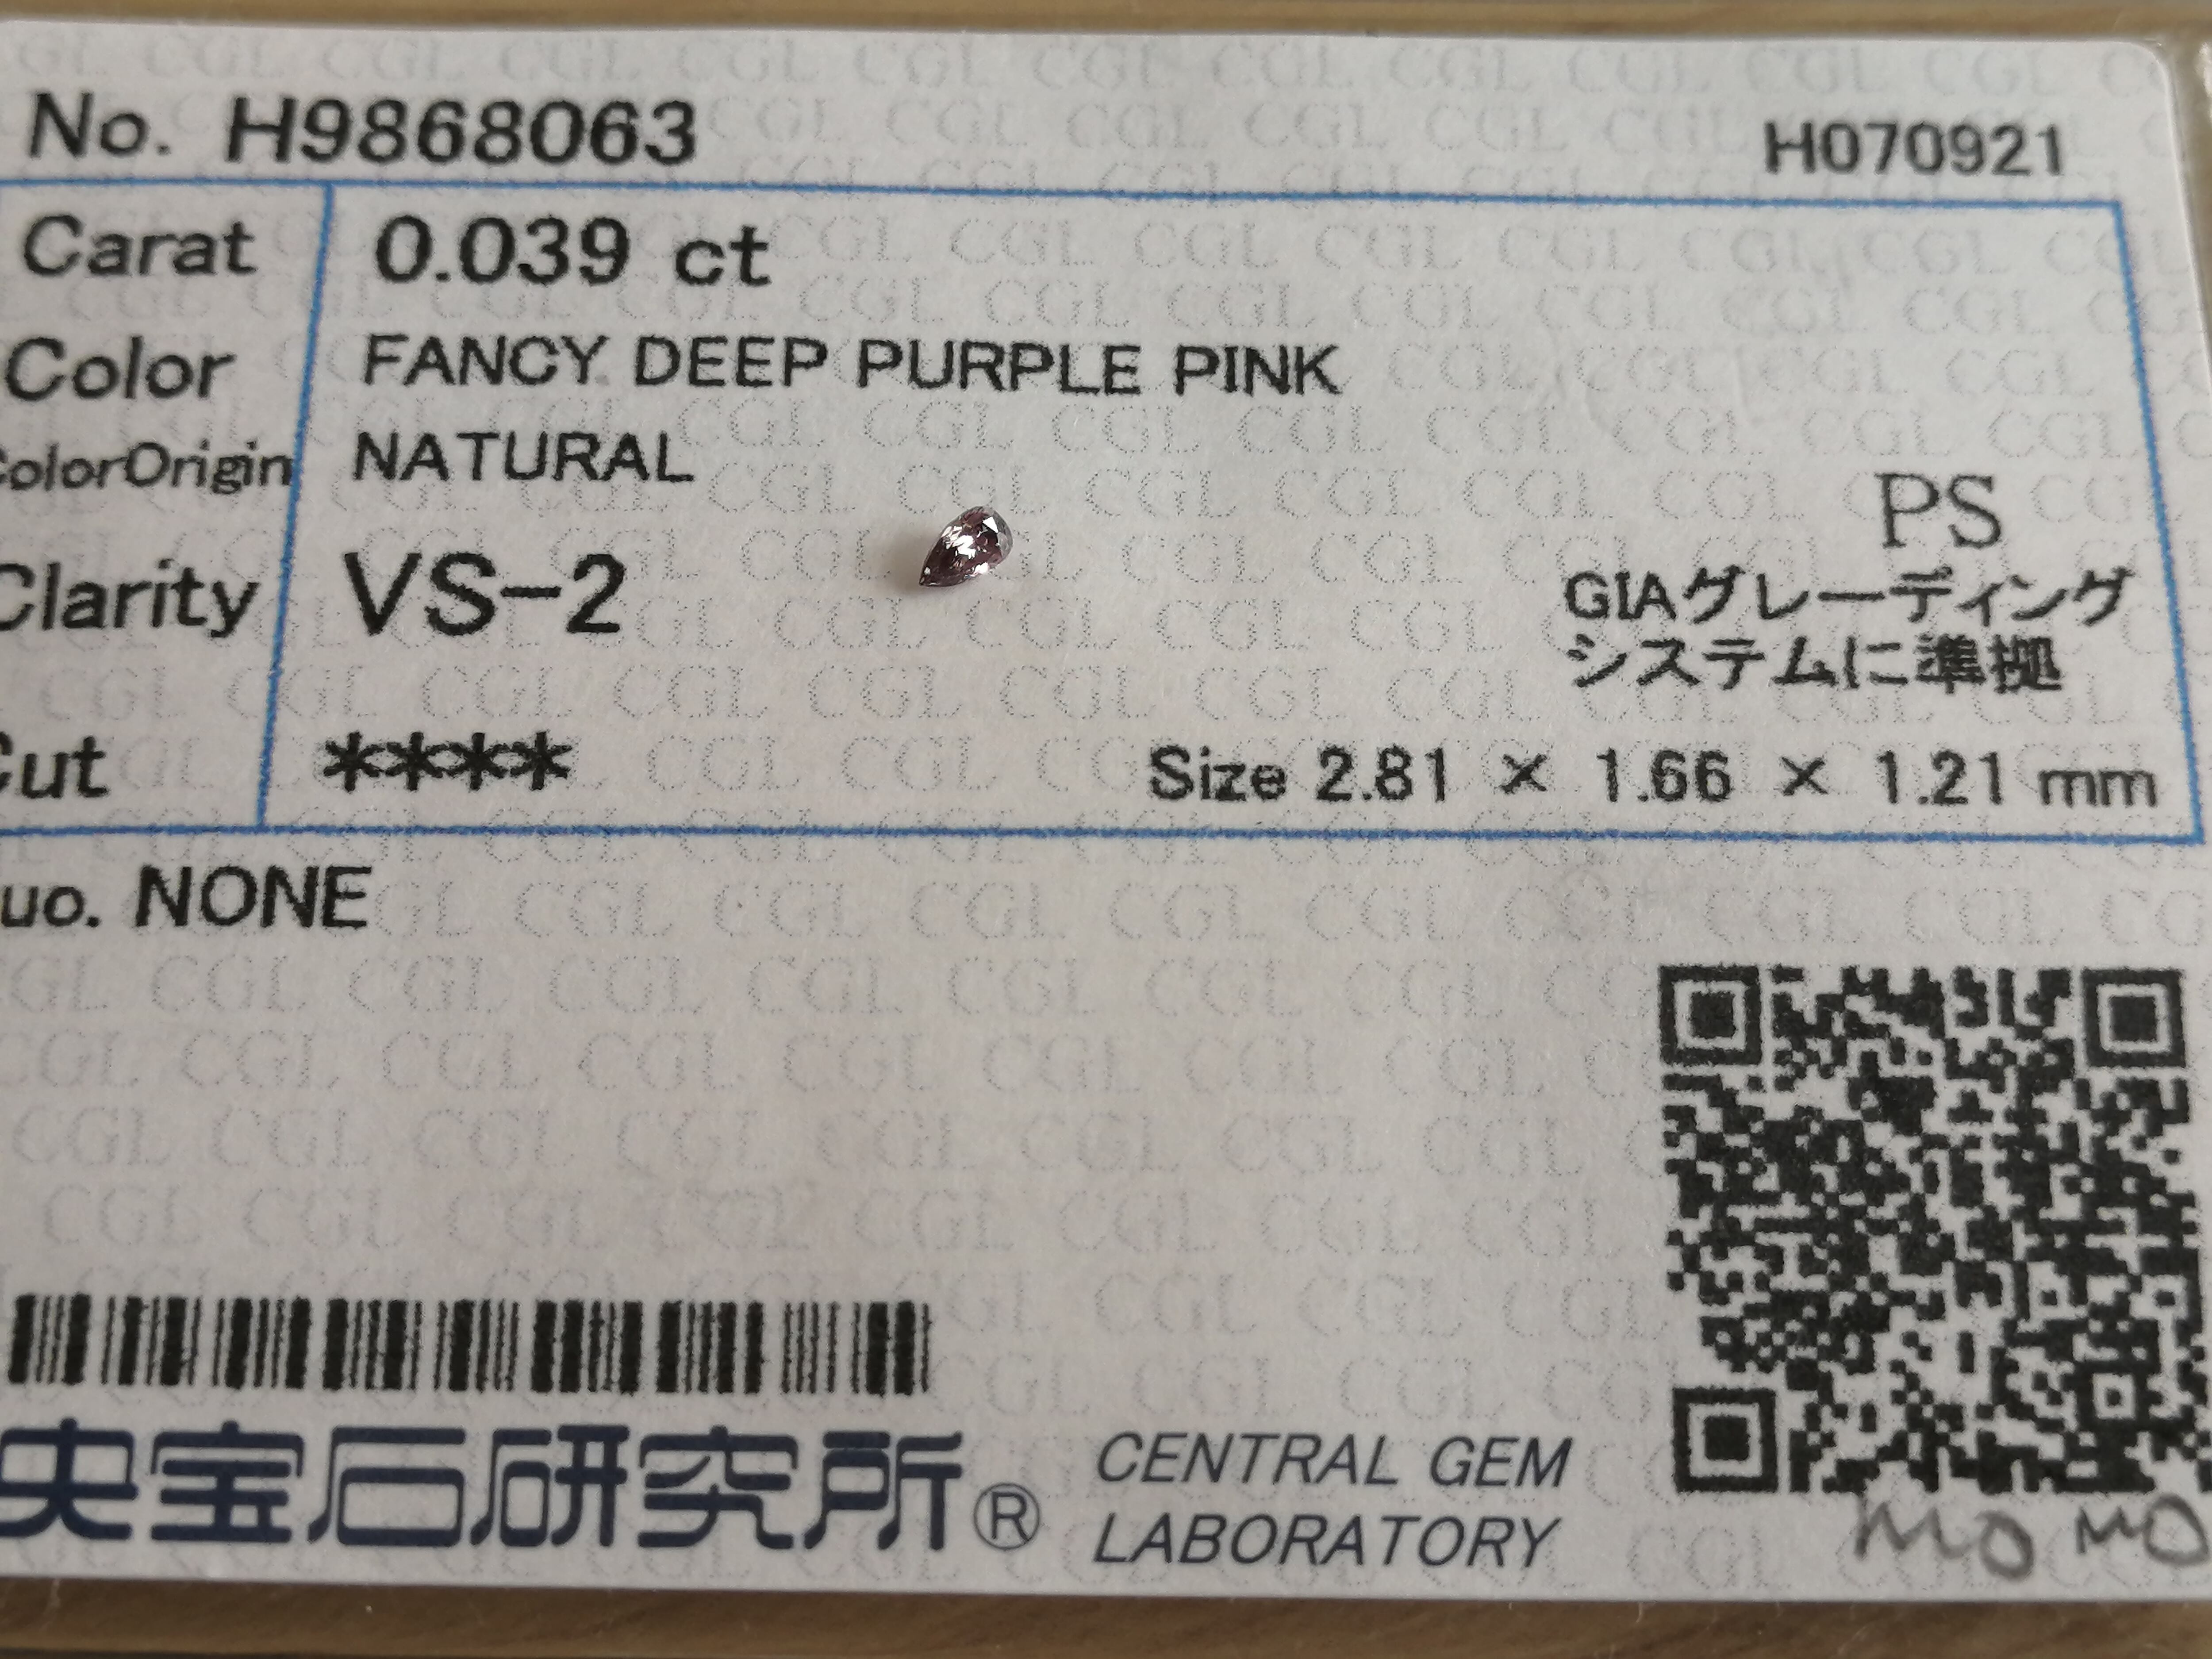 No. H9868063 H070921
Carat 0.039 ct
Color FANCY DEEP PURPLE PINK
ColorOrigin NATURAL
PS
Clarity VS-2
GIAグレーディング
システムに準拠
Cut ****
Size 2.81 × 1.66 × 1.21 mm
uo. NONE
央宝石研究所®
CENTRAL GEM
LABORATORY
MOMO